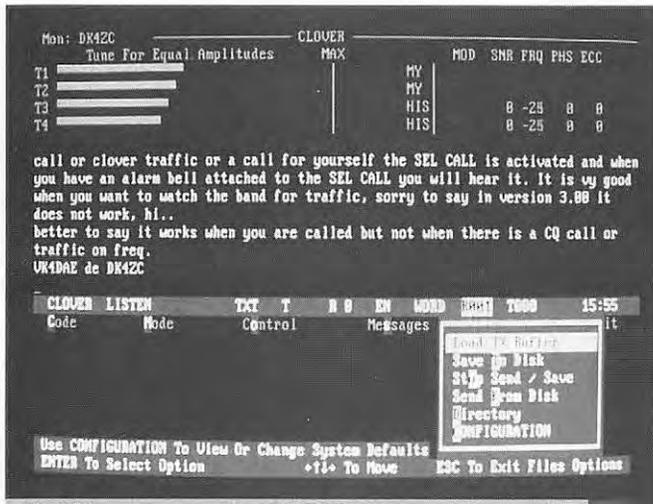 Mon: DK4ZC CLOVER
Tune For Equal Amplitudes MAX MOD SNR FRQ PHS ECC
T1 MY
T2 MY
T3 HIS 0 -25 0 0
T4 HIS 0 -25 0 0
call or clover traffic or a call for yourself the SEL CALL is activated and when
you have an alarm bell attached to the SEL CALL you will hear it. It is vy good
when you want to watch the band for traffic, sorry to say in version 3.00 it
does not work, hi..
better to say it works when you are called but not when there is a CQ call or
traffic on freq.
VK4DAE de DK4ZC
CLOVER LISTEN TXT T R 0 EN WORD T000 15:55
Code Mode Control Messages it
Load TX Buffer
Save on Disk
StOp Send / Save
Send From Disk
Directory
CONFIGURATION
Use CONFIGURATION To View Or Change System Defaults
ENTER To Select Option ←↑↓→ To Move ESC To Exit Files Options